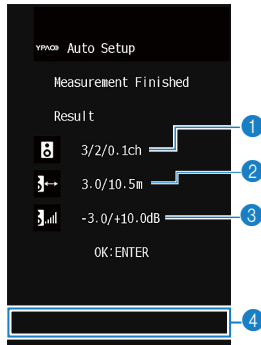 YPAO Auto Setup
Measurement Finished
Result
3/2/0.1ch
1
3.0/10.5m
2
-3.0/+10.0dB
3
OK:ENTER
4